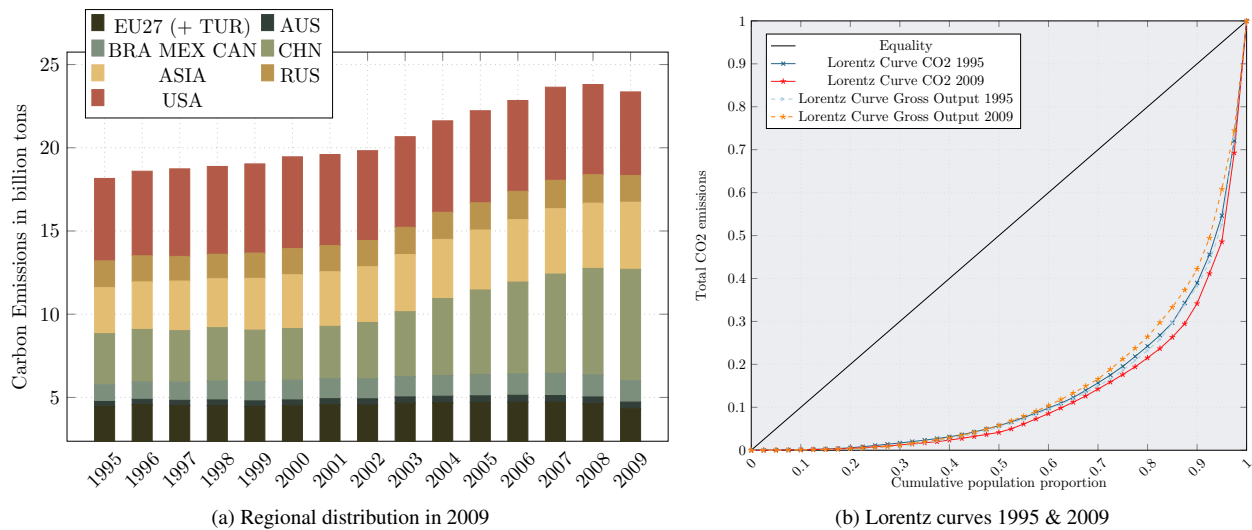 EU27 (+ TUR)
AUS
BRA MEX CAN
CHN
ASIA
RUS
USA
Carbon Emissions in billion tons
25
20
15
10
5
1995
1996
1997
1998
1999
2000
2001
2002
2003
2004
2005
2006
2007
2008
2009
(a) Regional distribution in 2009
Equality
Lorentz Curve CO2 1995
Lorentz Curve CO2 2009
Lorentz Curve Gross Output 1995
Lorentz Curve Gross Output 2009
Total CO2 emissions
1
0.9
0.8
0.7
0.6
0.5
0.4
0.3
0.2
0.1
0
0
0.1
0.2
0.3
0.4
0.5
0.6
0.7
0.8
0.9
1
Cumulative population proportion
(b) Lorentz curves 1995 & 2009